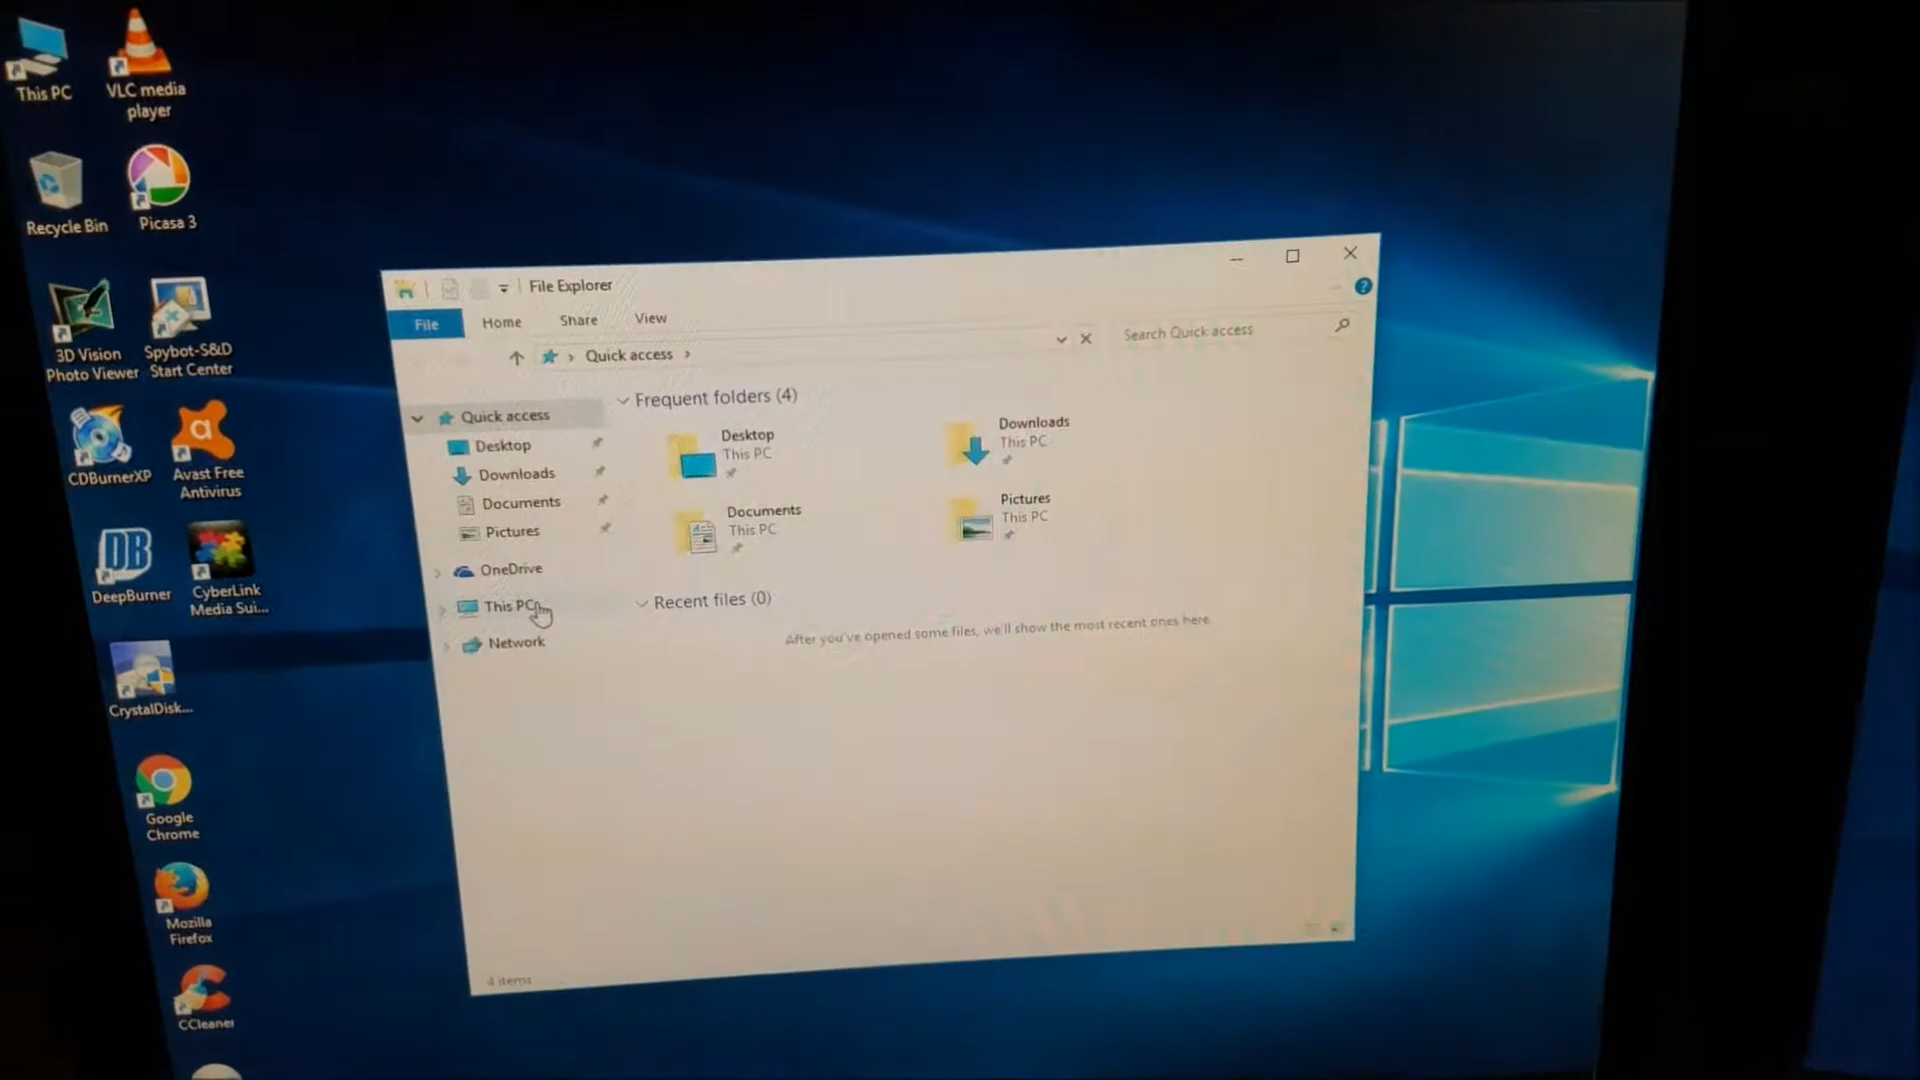 This PC
VLC media
player
Recycle Bin
Picasa 3
3D Vision
Photo Viewer
Spybot-S&D
Start Center
CDBurnerXP
Avast Free
Antivirus
DB
DeepBurner
CyberLink
Media Sui...
CrystalDisk...
Google
Chrome
Mozilla
Firefox
CCleaner
File Explorer
File
Home
Share
View
Quick access
Search Quick access
Quick access
Desktop
Downloads
Documents
Pictures
OneDrive
This PC
Network
Frequent folders (4)
Desktop
This PC
Downloads
This PC
Documents
This PC
Pictures
This PC
Recent files (0)
After you've opened some files, we'll show the most recent ones here.
4 items